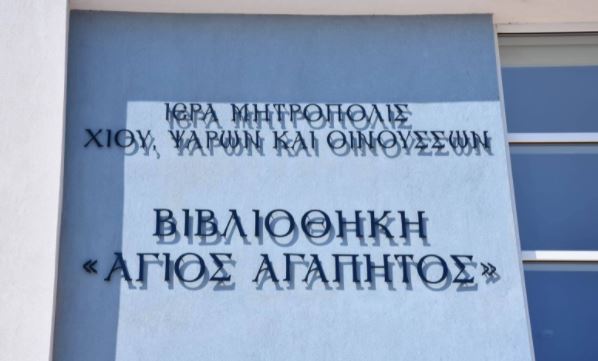 ΙΕΡΑ ΜΗΤΡΟΠΟΛΙΣ
ΧΙΟΥ, ΨΑΡΩΝ ΚΑΙ ΟΙΝΟΥΣΣΩΝ
ΒΙΒΛΙΟΘΗΚΗ
«ΑΓΙΟΣ ΑΓΑΠΗΤΟΣ»